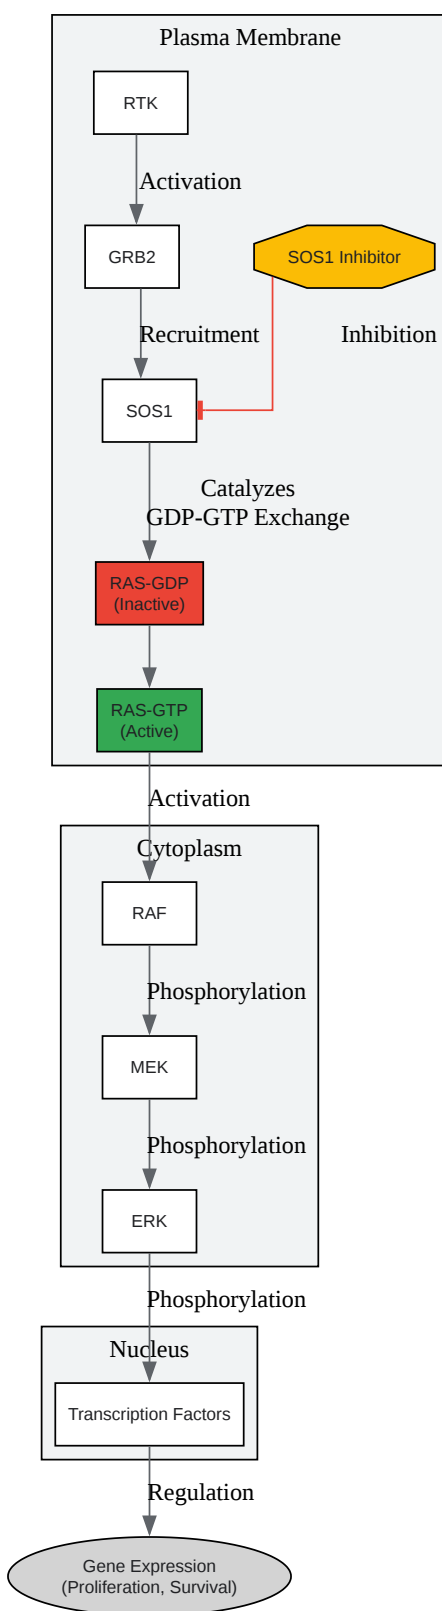 Plasma Membrane
RTK
Activation
GRB2
SOS1 Inhibitor
Recruitment
Inhibition
SOS1
Catalyzes
GDP-GTP Exchange
RAS-GDP
(Inactive)
RAS-GTP
(Active)
Activation
Cytoplasm
RAF
Phosphorylation
MEK
Phosphorylation
ERK
Phosphorylation
Nucleus
Transcription Factors
Regulation
Gene Expression
(Proliferation, Survival)